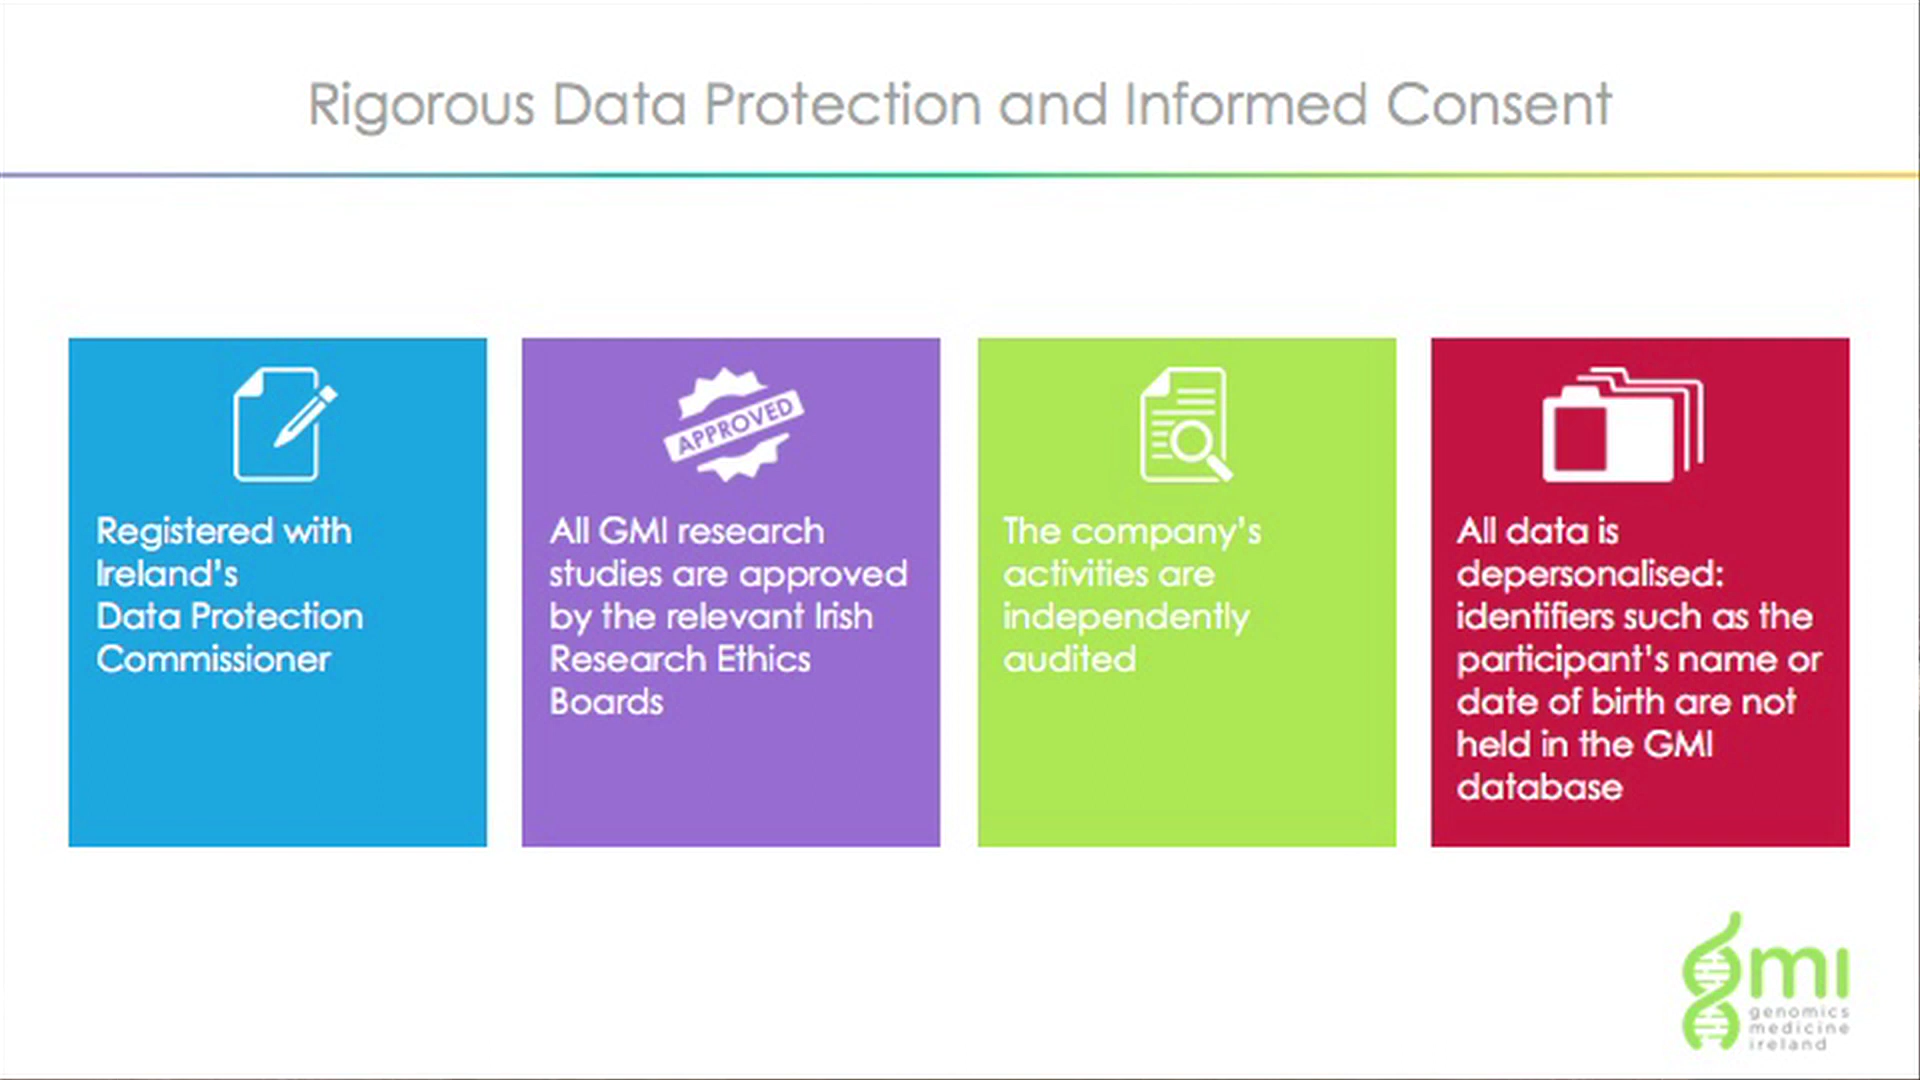 Rigorous Data Protection and Informed Consent
APPROVED
Registered with
Ireland's
Data Protection
Commissioner
All GMI research
studies are approved
by the relevant Irish
Research Ethics
Boards
The company's
activities are
independently
audited
All data is
depersonalised:
identifiers such as the
participant's name or
date of birth are not
held in the GMI
database
gmi
genomics
medicine
ireland